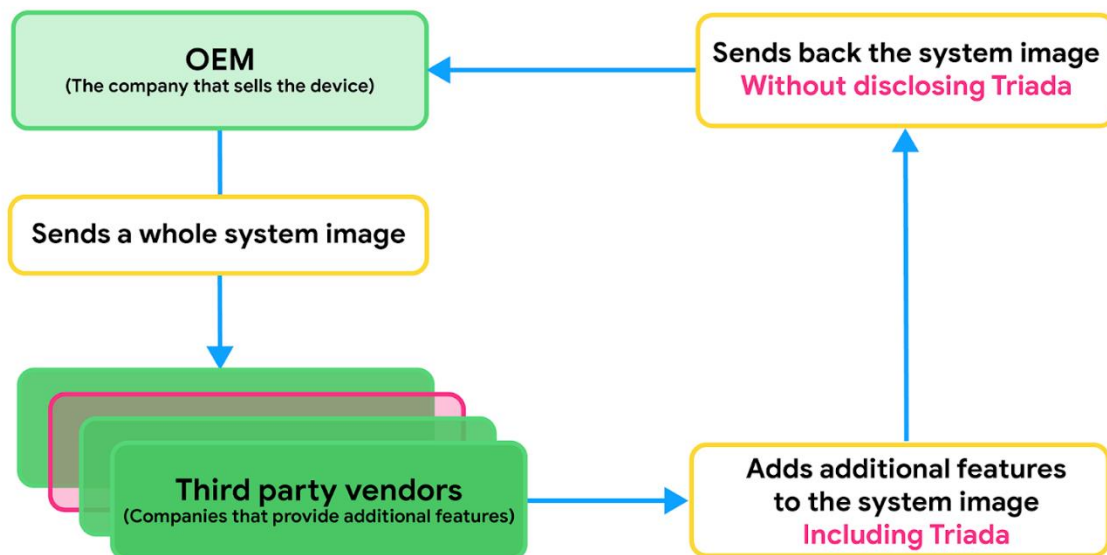 OEM
(The company that sells the device)
Sends a whole system image
Third party vendors
(Companies that provide additional features)
Adds additional features
to the system image
Including Triada
Sends back the system image
Without disclosing Triada